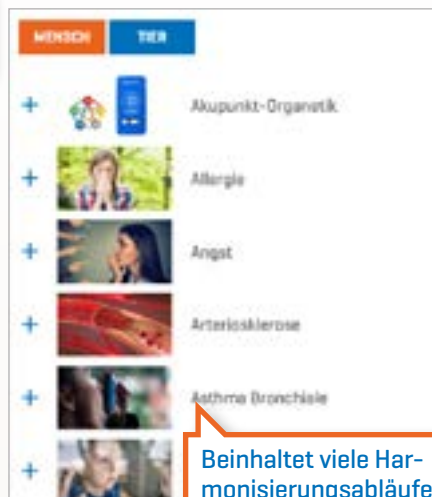 MENSCH TIER
Akupunkt-Organetik
Allergie
Angst
Arteriosklerose
Asthma Bronchiale
Beinhaltet viele Har-
monisierungsabläufe